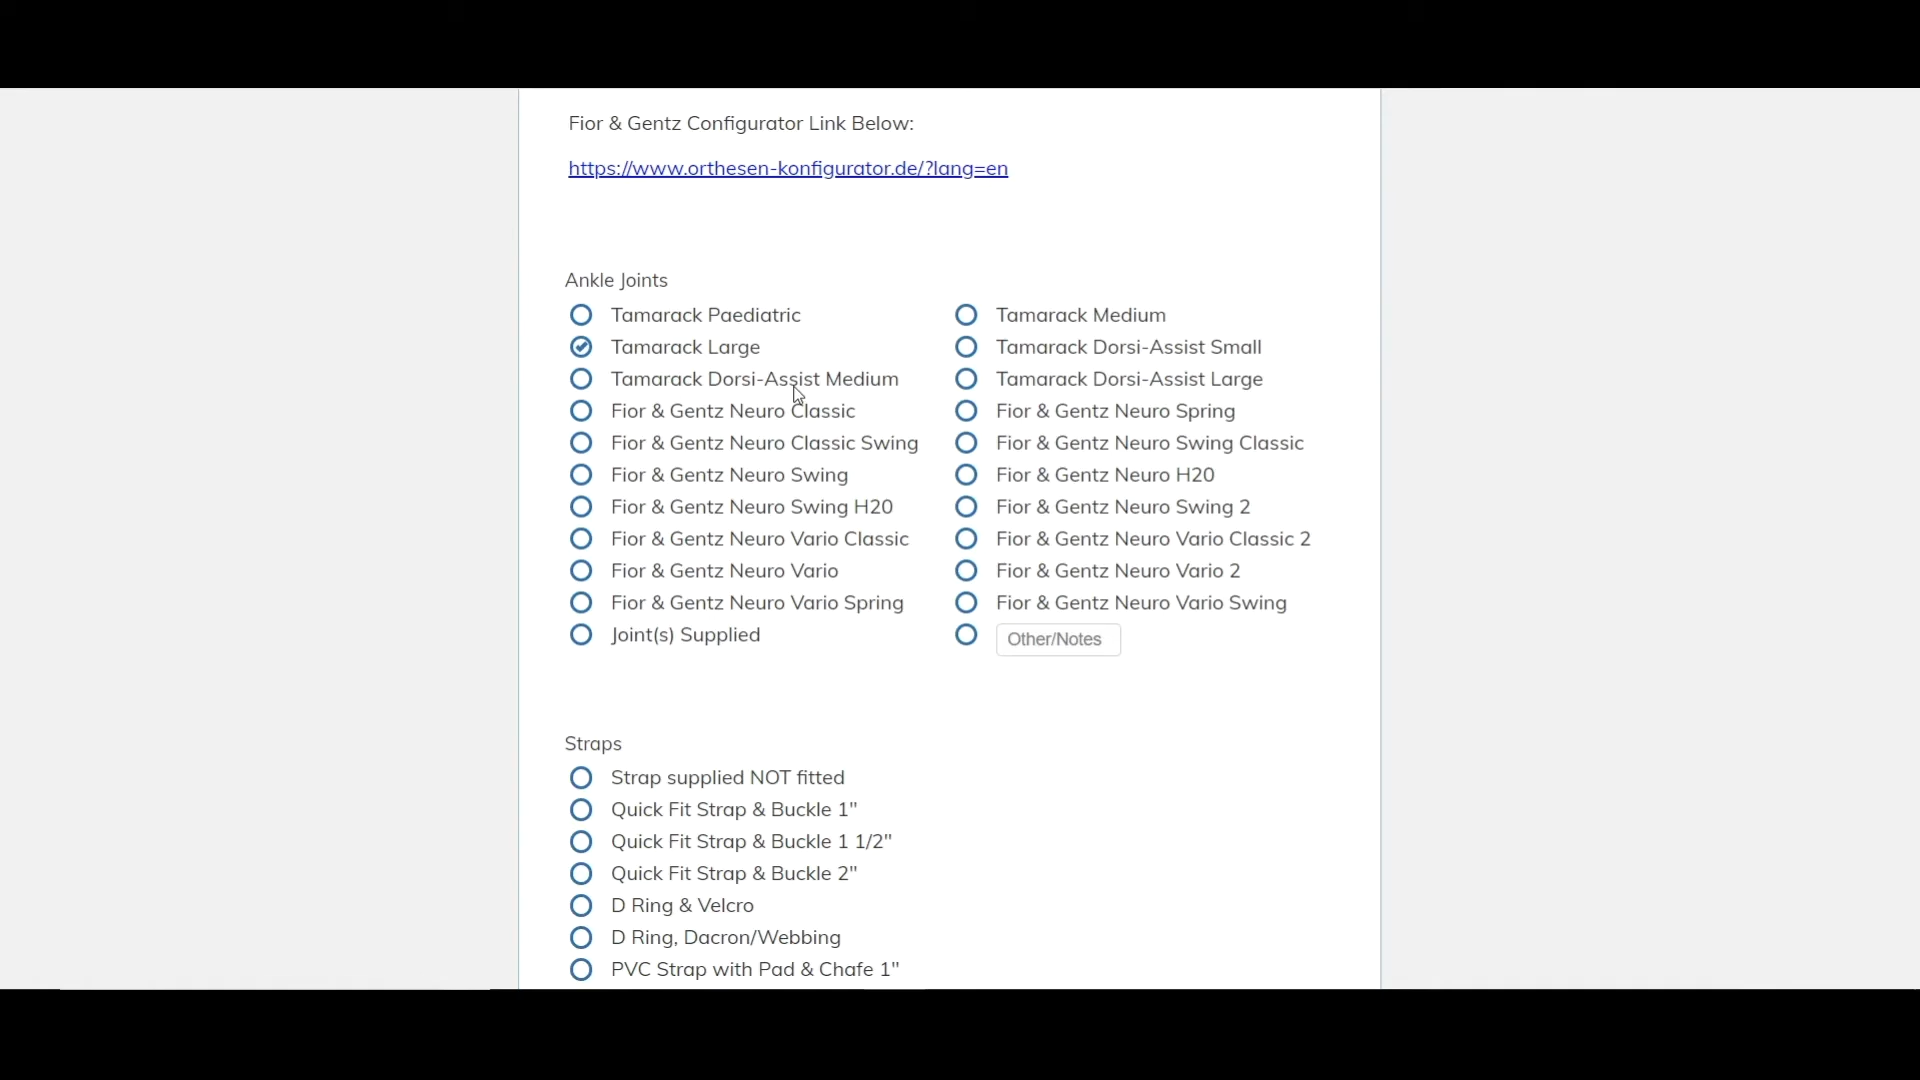 Fior & Gentz Configurator Link Below:
https://www.orthesen-konfigurator.de/?lang=en
Ankle Joints
Tamarack Paediatric
Tamarack Medium
Tamarack Large
Tamarack Dorsi-Assist Small
Tamarack Dorsi-Assist Medium
Tamarack Dorsi-Assist Large
Fior & Gentz Neuro Classic
Fior & Gentz Neuro Spring
Fior & Gentz Neuro Classic Swing
Fior & Gentz Neuro Swing Classic
Fior & Gentz Neuro Swing
Fior & Gentz Neuro H20
Fior & Gentz Neuro Swing H20
Fior & Gentz Neuro Swing 2
Fior & Gentz Neuro Vario Classic
Fior & Gentz Neuro Vario Classic 2
Fior & Gentz Neuro Vario
Fior & Gentz Neuro Vario 2
Fior & Gentz Neuro Vario Spring
Fior & Gentz Neuro Vario Swing
Joint(s) Supplied
Other/Notes
Straps
Strap supplied NOT fitted
Quick Fit Strap & Buckle 1"
Quick Fit Strap & Buckle 1 1/2"
Quick Fit Strap & Buckle 2"
D Ring & Velcro
D Ring, Dacron/Webbing
PVC Strap with Pad & Chafe 1"